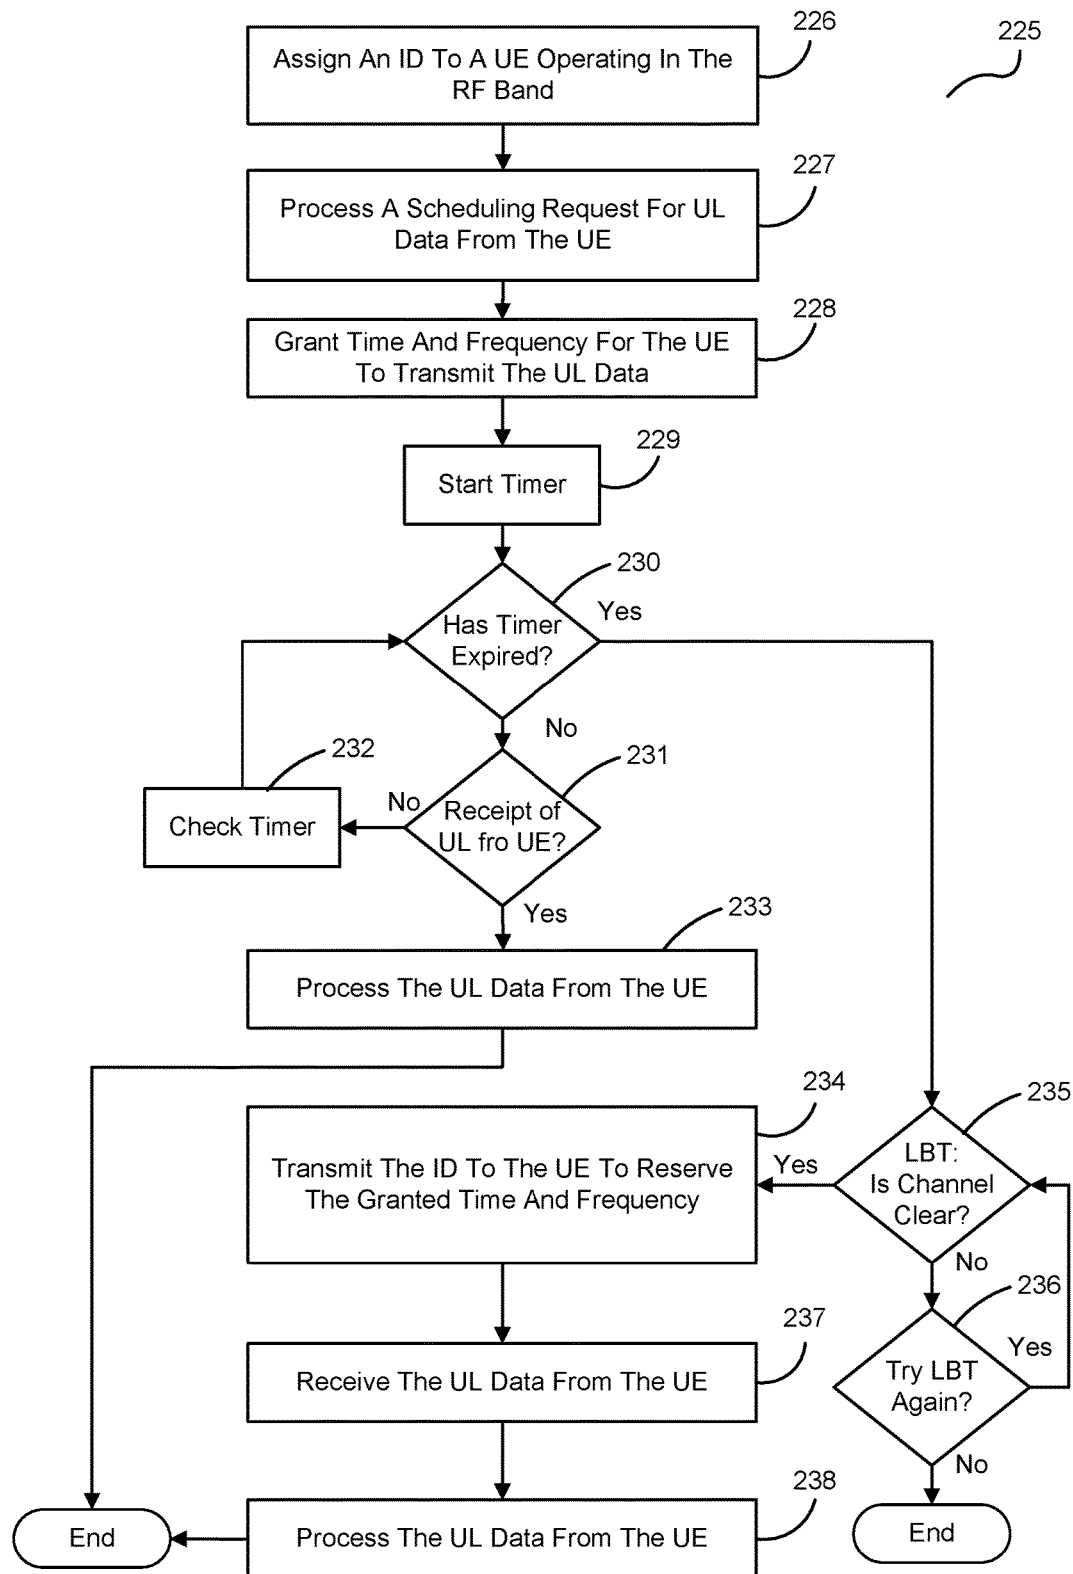 226
225
Assign An ID To A UE Operating In The
RF Band
227
Process A Scheduling Request For UL
Data From The UE
228
Grant Time And Frequency For The UE
To Transmit The UL Data
229
Start Timer
230
Yes
Has Timer
Expired?
No
232
231
No
Check Timer
Receipt of
UL fro UE?
Yes
233
Process The UL Data From The UE
234
235
Transmit The ID To The UE To Reserve
The Granted Time And Frequency
Yes
LBT:
Is Channel
Clear?
No
236
237
Yes
Receive The UL Data From The UE
Try LBT
Again?
No
238
End
Process The UL Data From The UE
End